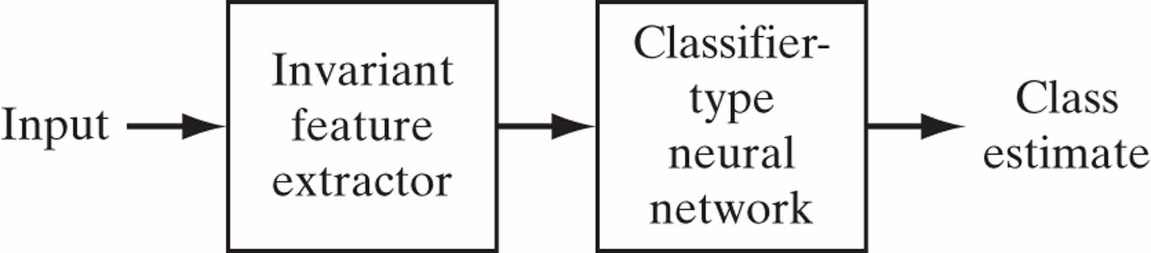 Input
Invariant
feature
extractor
Classifier-
type
neural
network
Class
estimate